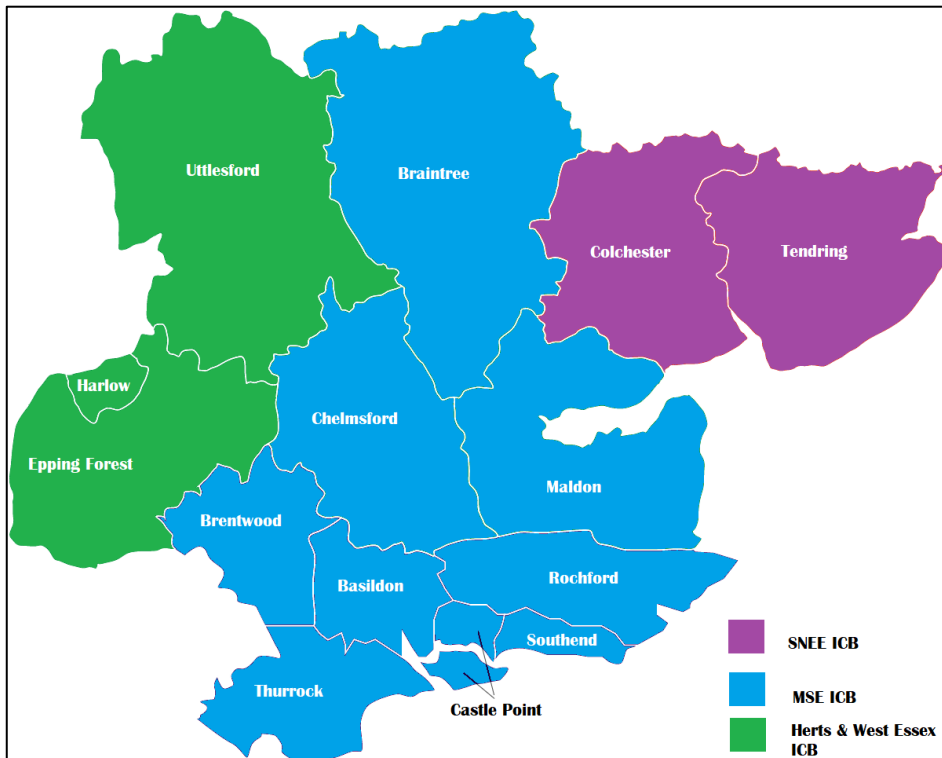 Uttlesford
Braintree
Colchester
Tendring
Harlow
Chelmsford
Epping Forest
Maldon
Brentwood
Basildon
Rochford
Southend
Thurrock
Castle Point
SNEE ICB
MSE ICB
Herts & West Essex
ICB